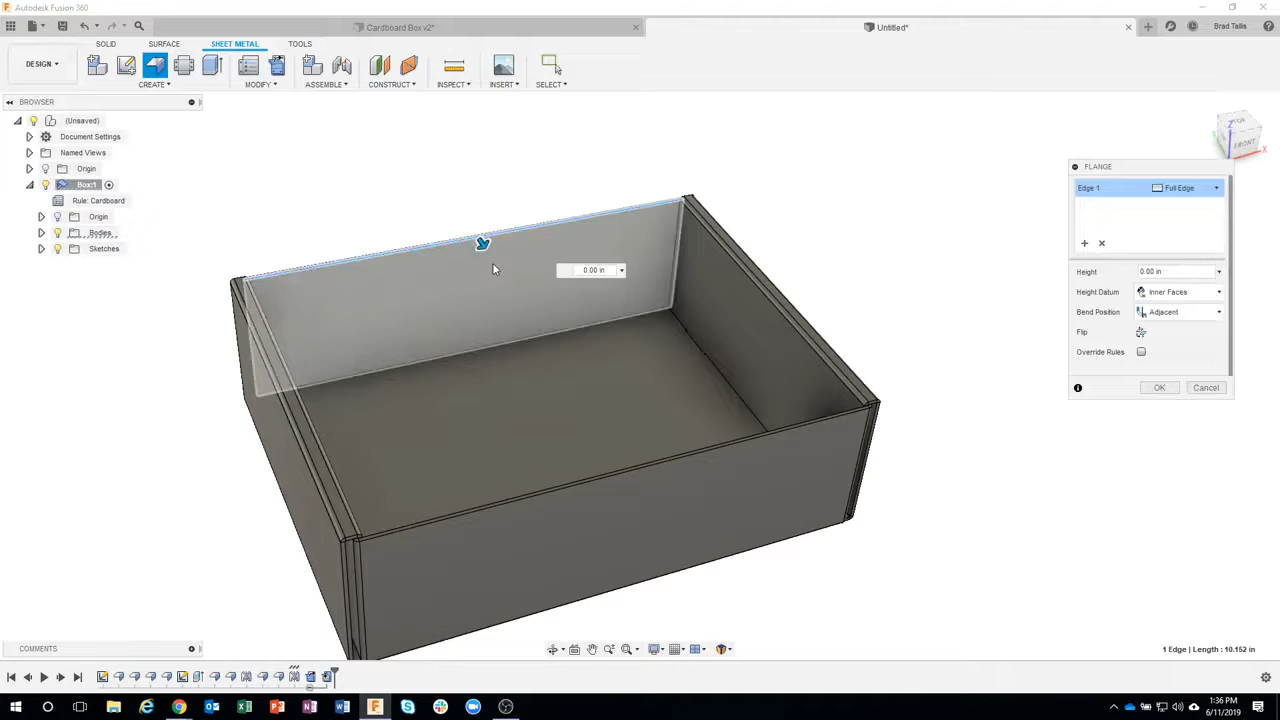 Autodesk Fusion 360
Cardboard Box v2*
Untitled*
Brad Tallis
DESIGN
SOLID
SURFACE
SHEET METAL
TOOLS
CREATE
MODIFY
ASSEMBLE
CONSTRUCT
INSPECT
INSERT
SELECT
BROWSER
(Unsaved)
Document Settings
Named Views
Origin
Box:1
Rule: Cardboard
Origin
Bodies
Sketches
FRONT
Z
X
FLANGE
Edge 1
Full Edge
Height
0.00 in
Height Datum
Inner Faces
Bend Position
Adjacent
Flip
Override Rules
OK
Cancel
0.00 in
COMMENTS
1 Edge | Length : 10.152 in
1:36 PM
6/11/2019